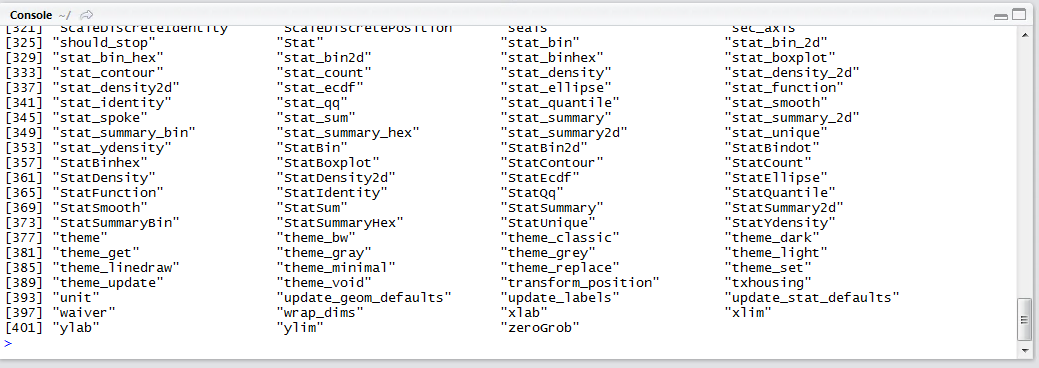 Console ~/
[321] "ScaleDiscreteIdentity" "ScaleDiscretePosition" "seals" "sec_axis"
[325] "should_stop" "Stat" "stat_bin" "stat_bin_2d"
[329] "stat_bin_hex" "stat_bin2d" "stat_binhex" "stat_boxplot"
[333] "stat_contour" "stat_count" "stat_density" "stat_density_2d"
[337] "stat_density2d" "stat_ecdf" "stat_ellipse" "stat_function"
[341] "stat_identity" "stat_qq" "stat_quantile" "stat_smooth"
[345] "stat_spoke" "stat_sum" "stat_summary" "stat_summary_2d"
[349] "stat_summary_bin" "stat_summary_hex" "stat_summary2d" "stat_unique"
[353] "stat_ydensity" "StatBin" "StatBin2d" "StatBindot"
[357] "StatBinhex" "StatBoxplot" "StatContour" "StatCount"
[361] "StatDensity" "StatDensity2d" "StatEcdf" "StatEllipse"
[365] "StatFunction" "StatIdentity" "StatQq" "StatQuantile"
[369] "StatSmooth" "StatSum" "StatSummary" "StatSummary2d"
[373] "StatSummaryBin" "StatSummaryHex" "StatUnique" "StatYdensity"
[377] "theme" "theme_bw" "theme_classic" "theme_dark"
[381] "theme_get" "theme_gray" "theme_grey" "theme_light"
[385] "theme_linedraw" "theme_minimal" "theme_replace" "theme_set"
[389] "theme_update" "theme_void" "transform_position" "txhousing"
[393] "unit" "update_geom_defaults" "update_labels" "update_stat_defaults"
[397] "waiver" "wrap_dims" "xlab" "xlim"
[401] "ylab" "ylim" "zeroGrob"
>